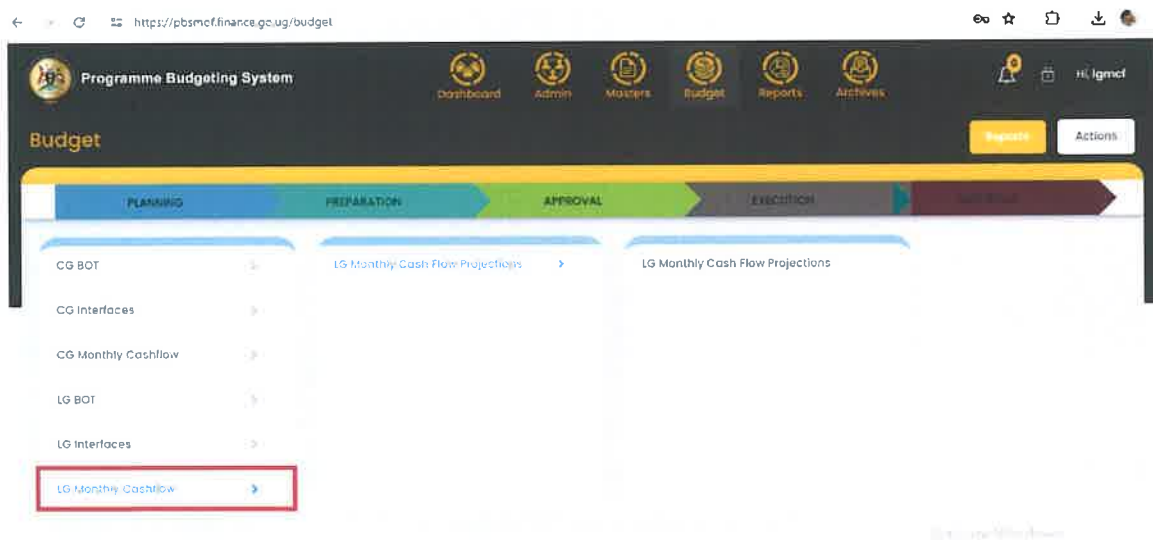 https://pbsmcf.finance.go.ug/budget
Programme Budgeting System
Dashboard
Admin
Masters
Budget
Reports
Archives
Hi, lgmcf
Budget
Reports
Actions
PLANNING
PREPARATION
APPROVAL
EXECUTION
CG BOT
LG Monthly Cash Flow Projections
LG Monthly Cash Flow Projections
CG Interfaces
CG Monthly Cashflow
LG BOT
LG Interfaces
LG Monthly Cashflow